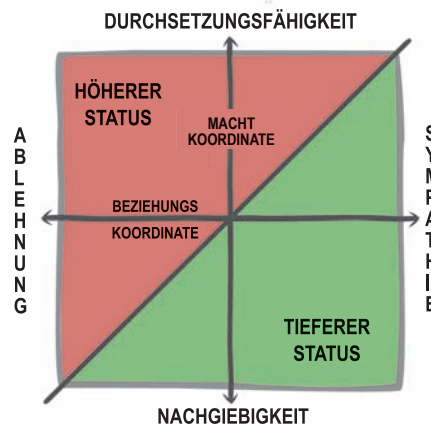 DURCHSETZUNGSFÄHIGKEIT
HÖHERER
STATUS
MACHT
KOORDINATE
ABLEHNUNG
BEZIEHUNGS
KOORDINATE
SYMPATHIE
TIEFERER
STATUS
NACHGIEBIGKEIT